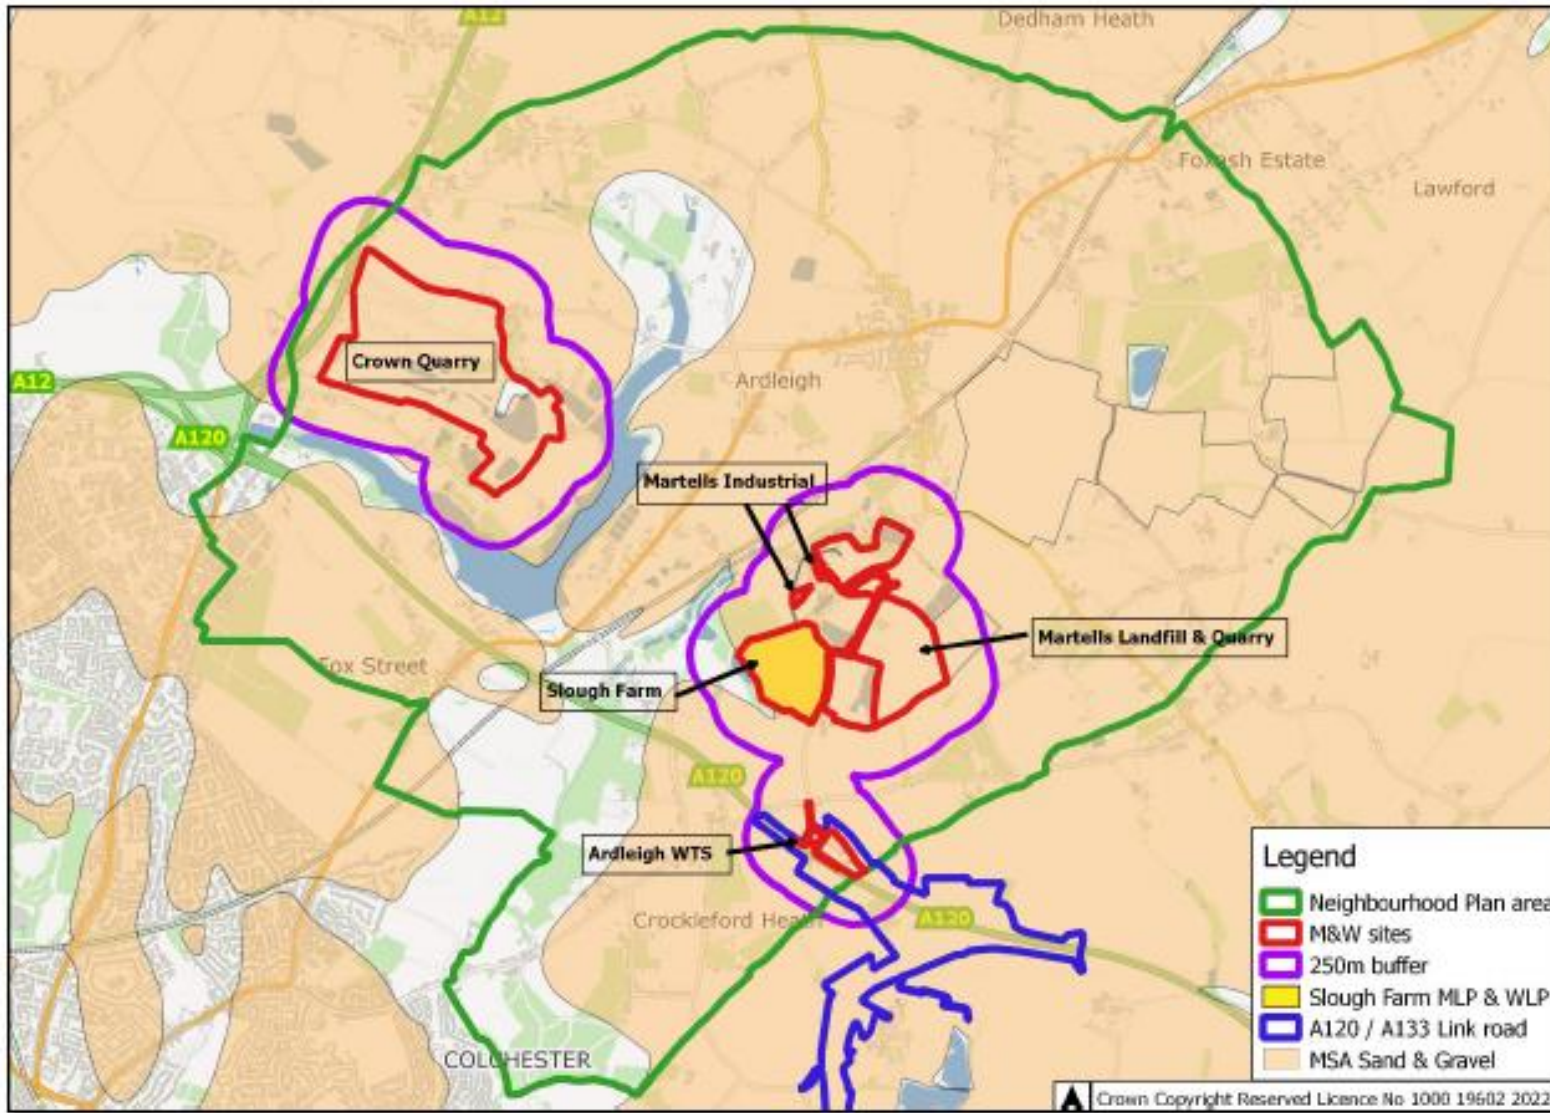 A12
Dedham Heath
Foxash Estate
Lawford
Crown Quarry
A12
Ardleigh
A120
Martells Industrial
Martells Landfill & Quarry
Fox Street
Slough Farm
A120
Ardleigh WTS
Crockleford Heath
A120
COLCHESTER
Legend
Neighbourhood Plan area
M&W sites
250m buffer
Slough Farm MLP & WLP
A120 / A133 Link road
MSA Sand & Gravel
Crown Copyright Reserved Licence No 1000 19602 2022